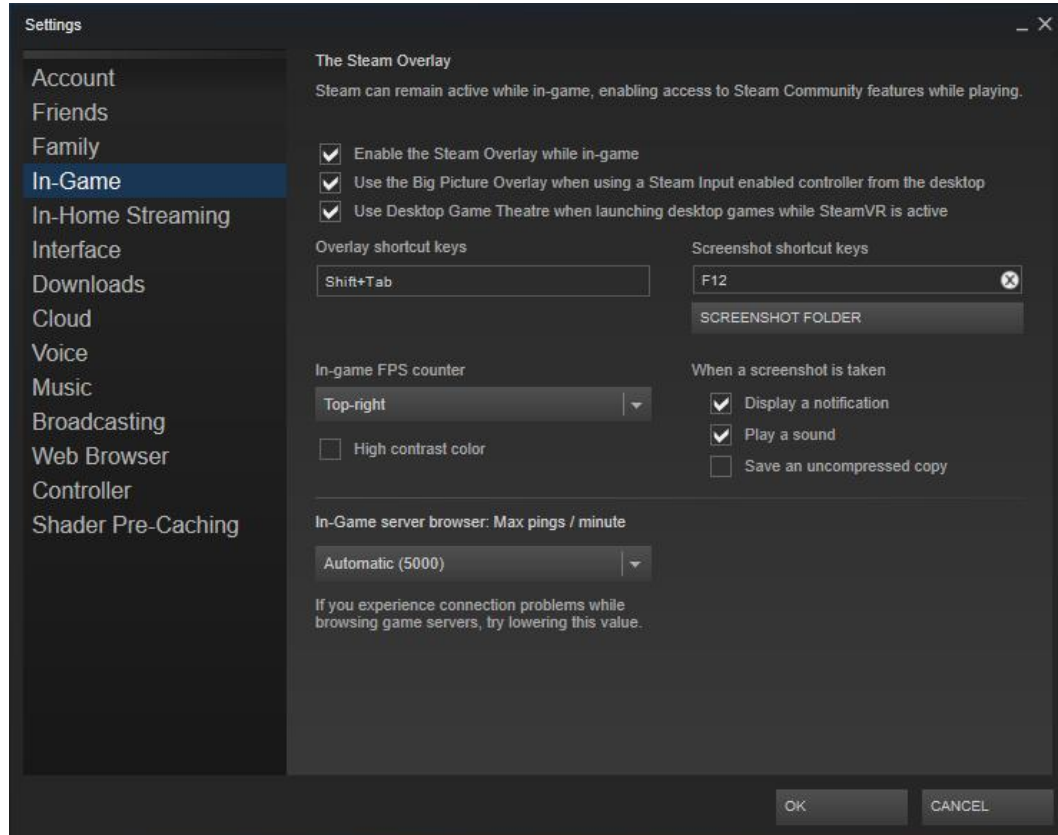 Settings
Account
Friends
Family
In-Game
In-Home Streaming
Interface
Downloads
Cloud
Voice
Music
Broadcasting
Web Browser
Controller
Shader Pre-Caching
The Steam Overlay
Steam can remain active while in-game, enabling access to Steam Community features while playing.
Enable the Steam Overlay while in-game
Use the Big Picture Overlay when using a Steam Input enabled controller from the desktop
Use Desktop Game Theatre when launching desktop games while SteamVR is active
Overlay shortcut keys
Shift+Tab
Screenshot shortcut keys
F12
SCREENSHOT FOLDER
In-game FPS counter
Top-right
High contrast color
When a screenshot is taken
Display a notification
Play a sound
Save an uncompressed copy
In-Game server browser: Max pings / minute
Automatic (5000)
If you experience connection problems while
browsing game servers, try lowering this value.
OK
CANCEL